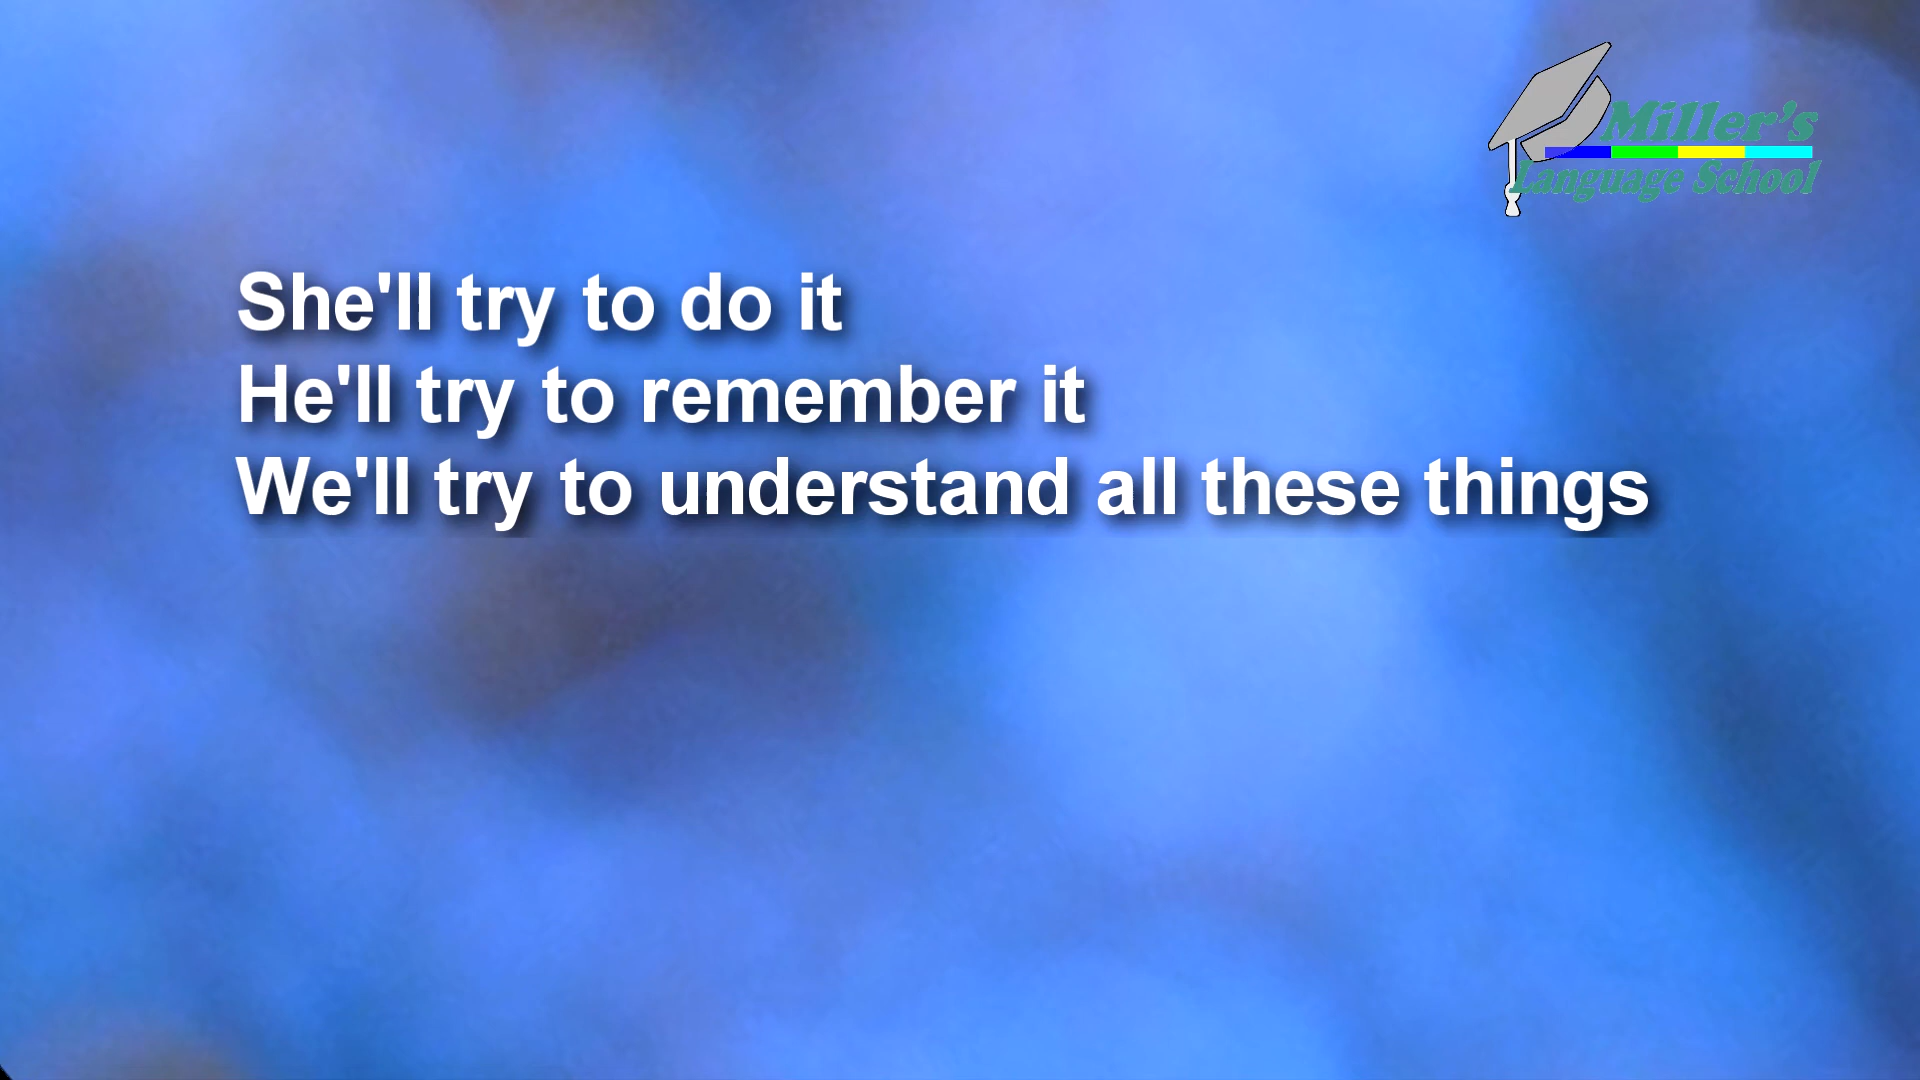 Miller's
Language School
She'll try to do it
He'll try to remember it
We'll try to understand all these things